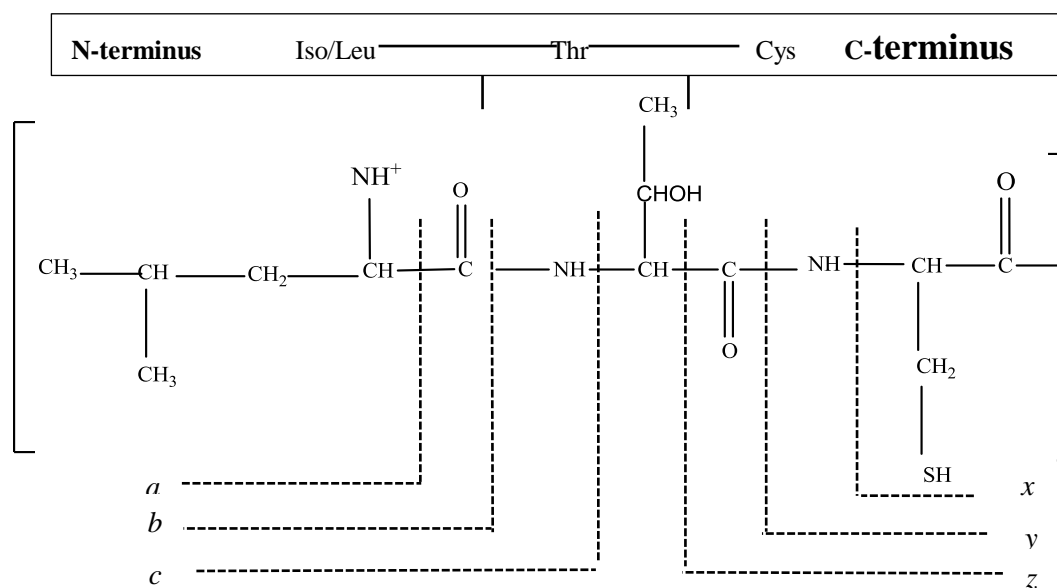 N-terminus Iso/Leu Thr Cys C-terminus
CH₃
NH⁺ O CHOH O
CH₃ CH CH₂ CH C NH CH C NH CH C
O
CH₃ CH₂
SH
a x
b y
c z